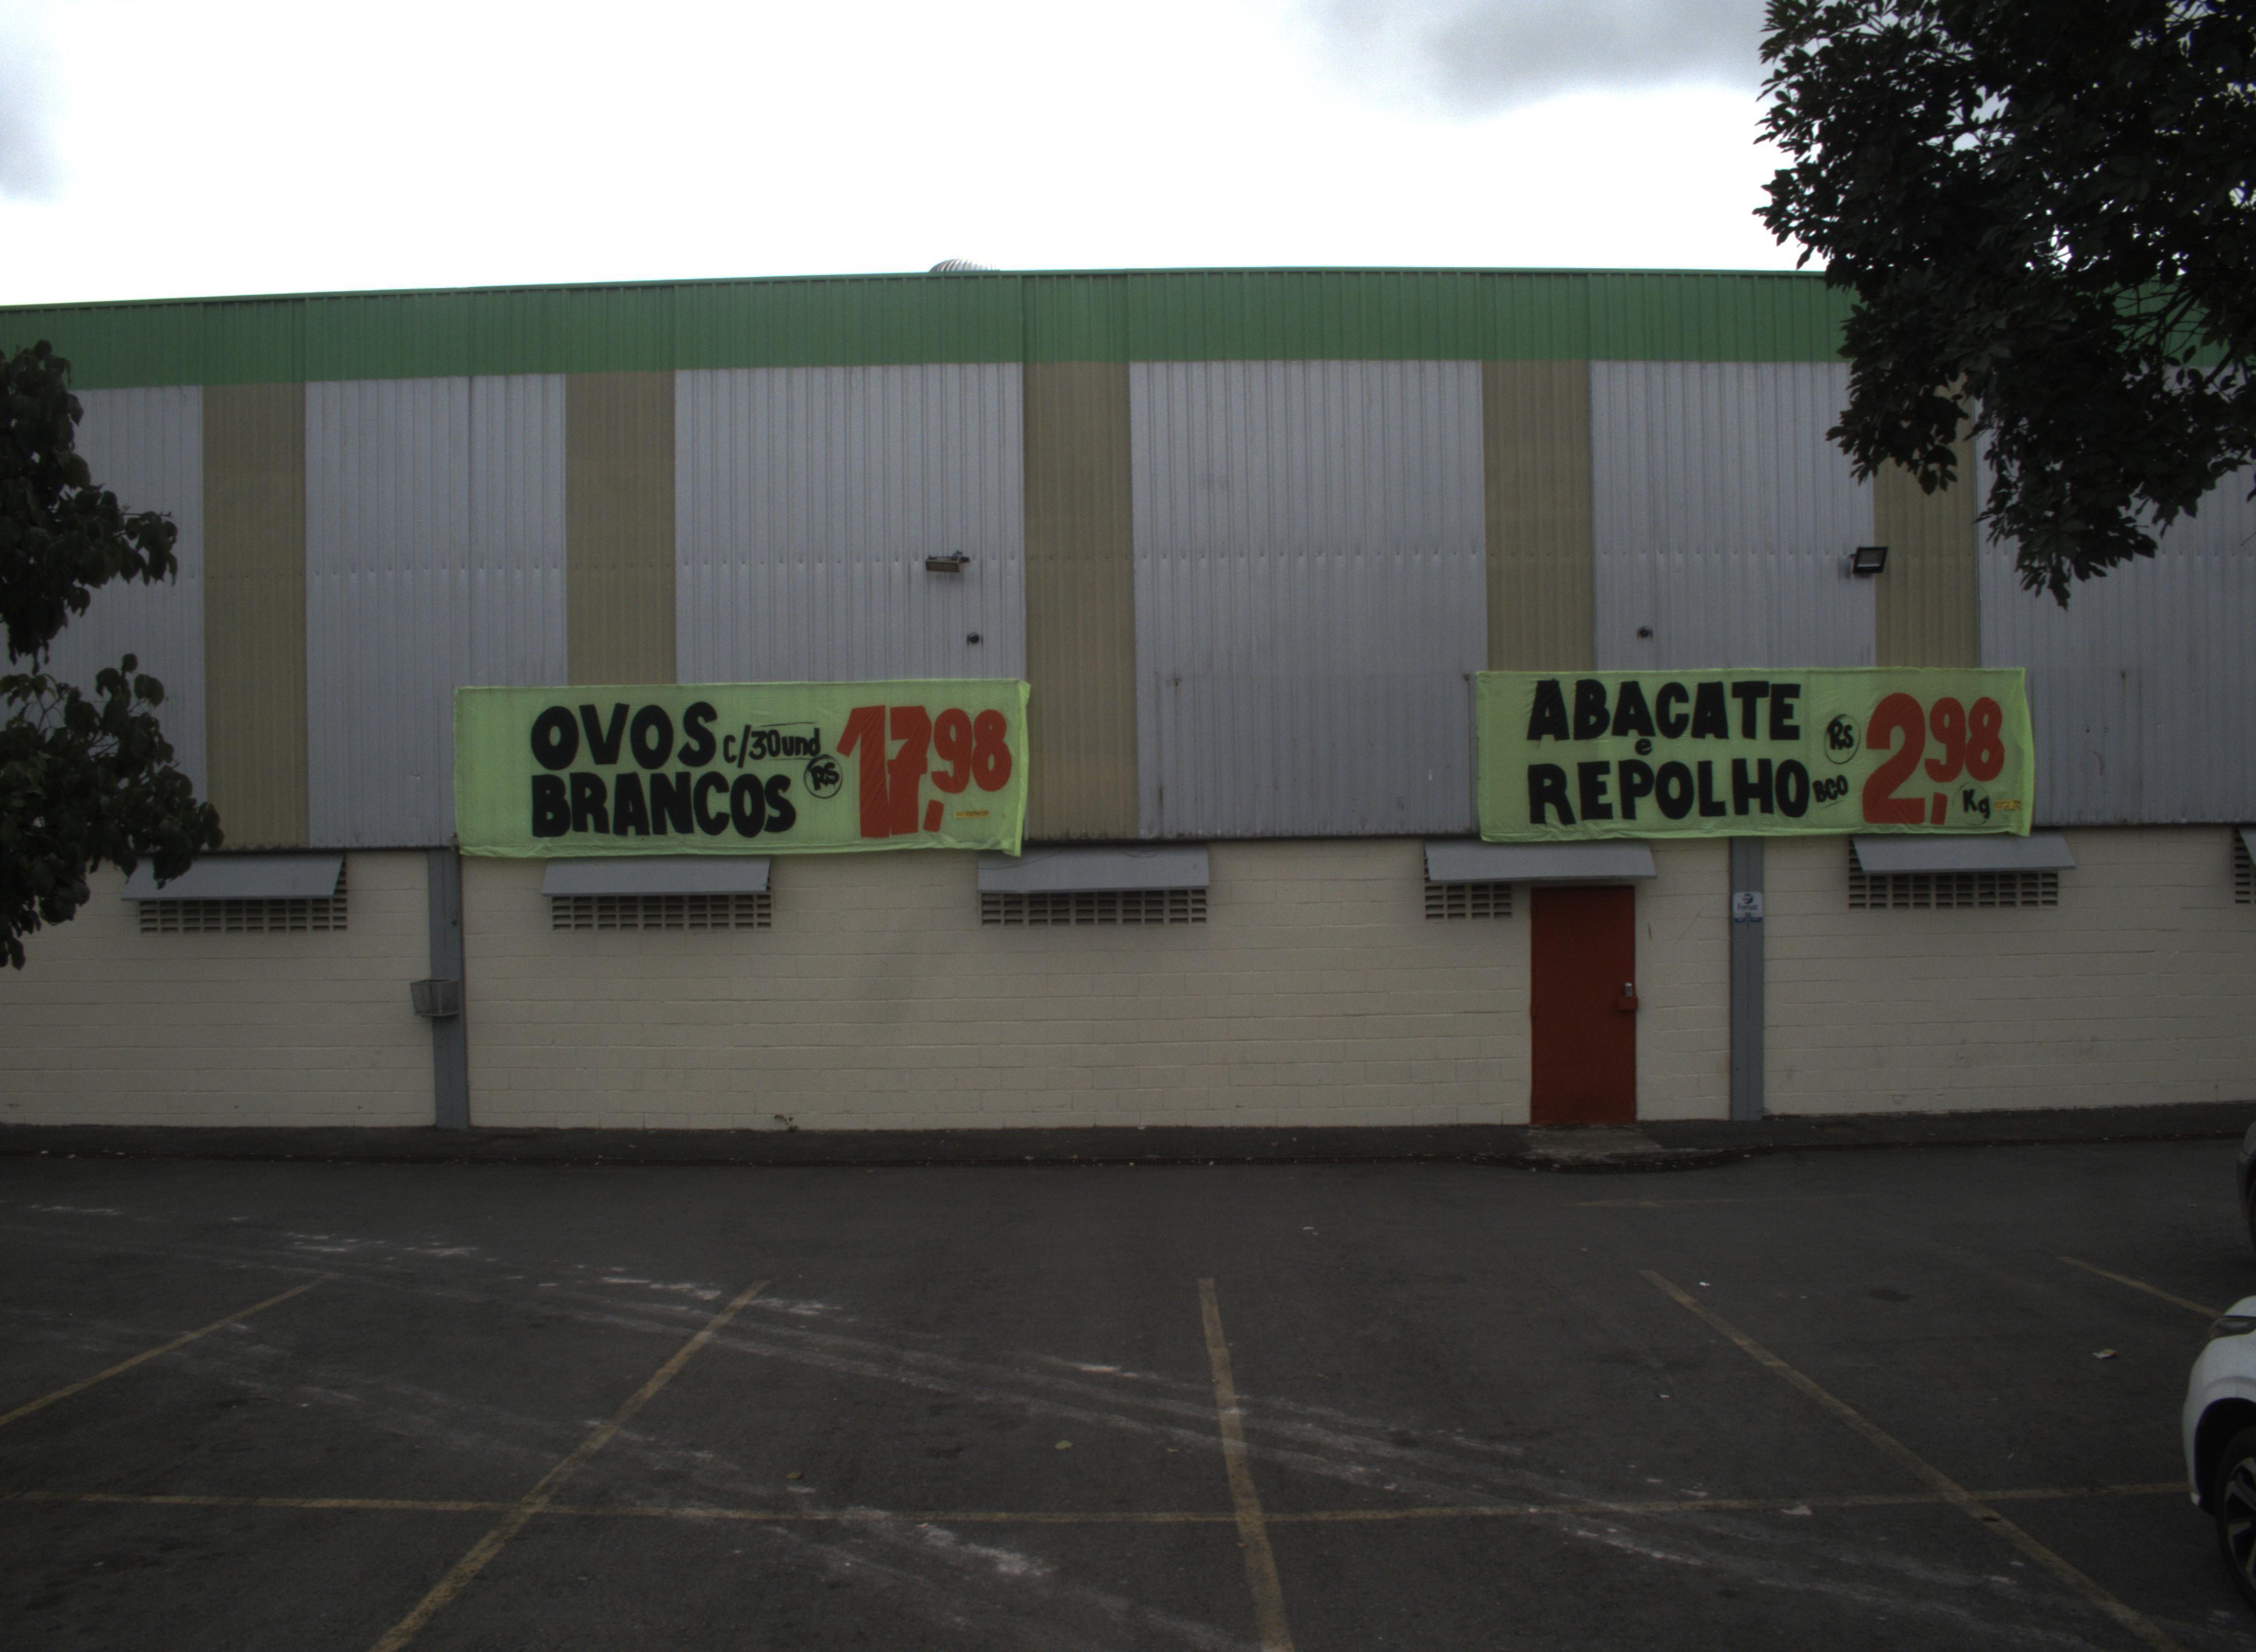 OVOS c/30und
BRANCOS R$ 17,98
ABACATE
e
REPOLHO BCO R$ 2,98 Kg